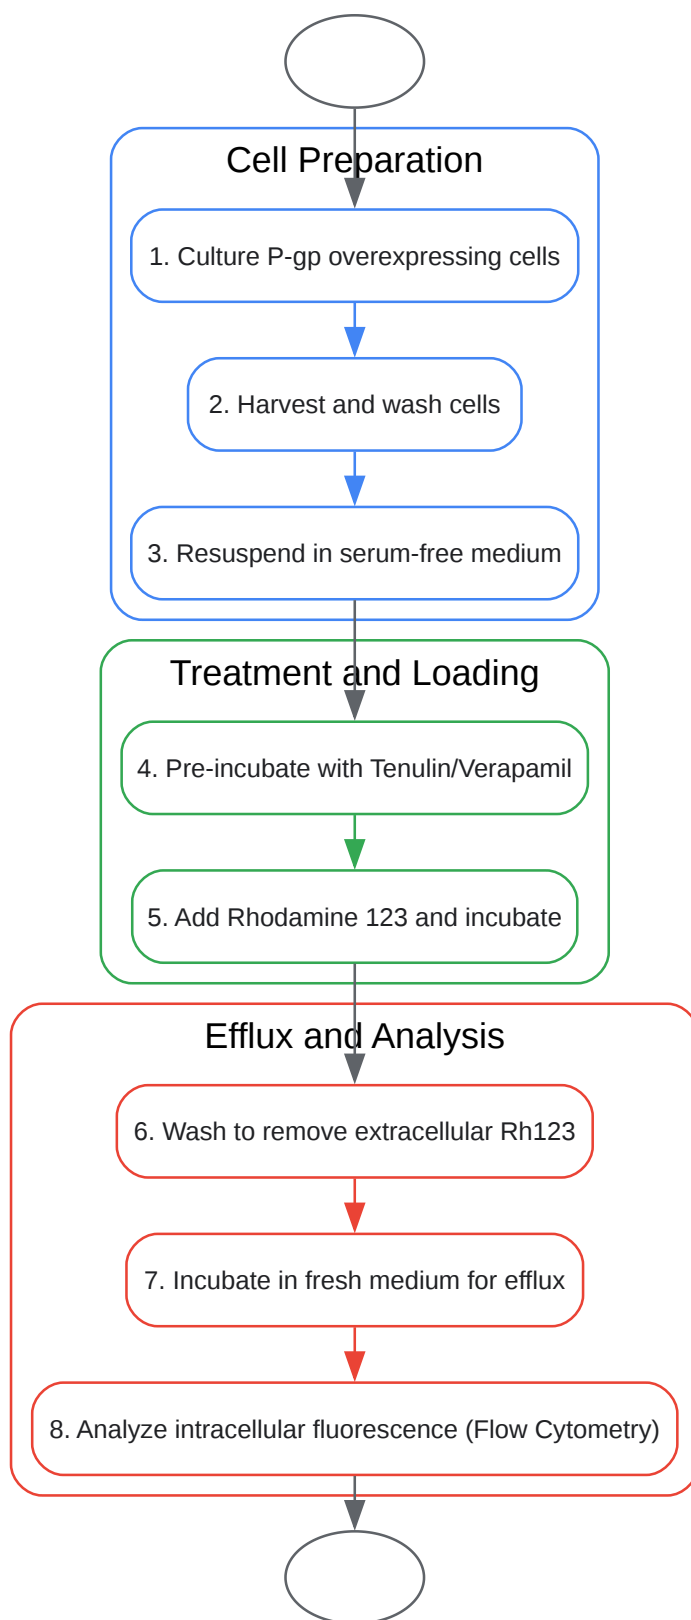 Cell Preparation
1. Culture P-gp overexpressing cells
2. Harvest and wash cells
3. Resuspend in serum-free medium
Treatment and Loading
4. Pre-incubate with Tenulin/Verapamil
5. Add Rhodamine 123 and incubate
Efflux and Analysis
6. Wash to remove extracellular Rh123
7. Incubate in fresh medium for efflux
8. Analyze intracellular fluorescence (Flow Cytometry)